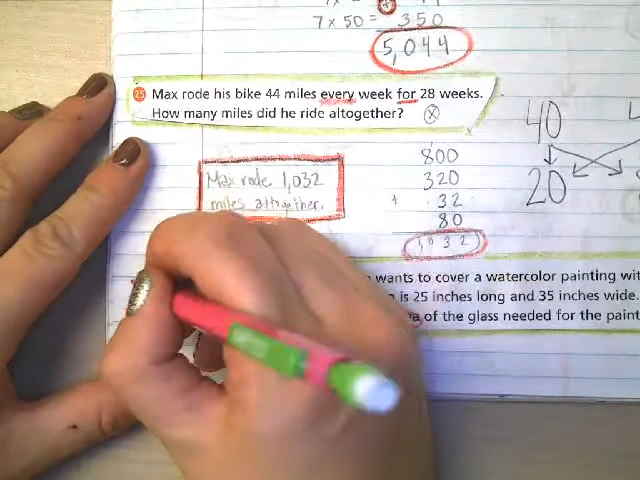 7 x 50 = 350
5,044
25 Max rode his bike 44 miles every week for 28 weeks.
How many miles did he ride altogether? x
800
320
+ 32
80
1,032
Max rode 1,032
miles altogether.
40
20
wants to cover a watercolor painting wit
is 25 inches long and 35 inches wide.
of the glass needed for the paint